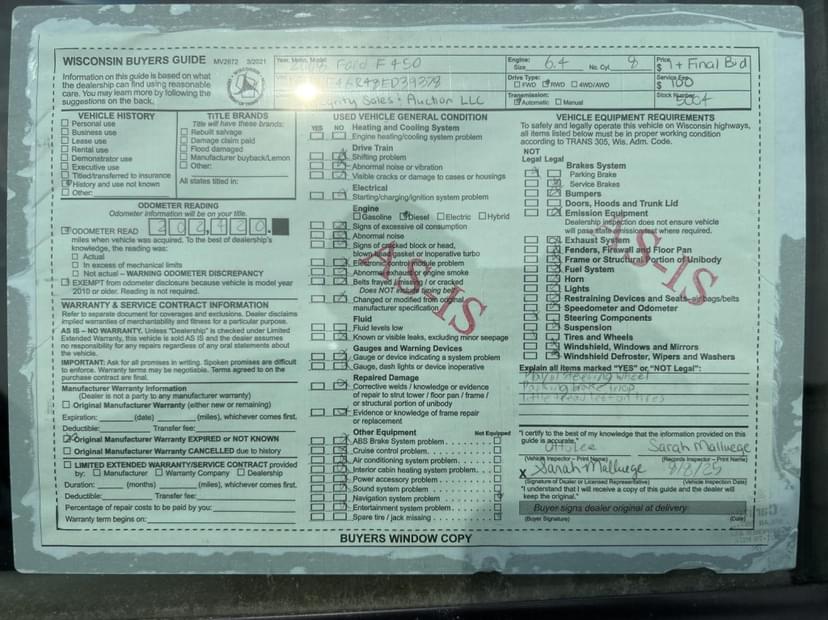 WISCONSIN BUYERS GUIDE MV2872 3/2021
Information on this guide is based on what
the dealership can find using reasonable
care. You may learn more by following the
suggestions on the back.
Year, Make, Model
Ford F450
Sales + Auction LLC
Engine:
Size 6.4 No. Cyl. 8
Drive Type:
FWD RWD 4WD/AWD
Transmission:
Automatic Manual
Price
$ 1 + Final Bid
$ 100
Stock Number
5004
VEHICLE HISTORY
Personal use
Business use
Lease use
Rental use
Demonstrator use
Executive use
Titled/transferred to insurance
History and use not known
Other:
TITLE BRANDS
Title will have these brands:
Rebuilt salvage
Damage claim paid
Flood damaged
Manufacturer buyback/Lemon
Other:
All states titled in:
ODOMETER READING
Odometer information will be on your title.
ODOMETER READ 202,420.
miles when vehicle was acquired. To the best of dealership's
knowledge, the reading was:
Actual
In excess of mechanical limits
Not actual – WARNING ODOMETER DISCREPANCY
EXEMPT from odometer disclosure because vehicle is model year
2010 or older. Reading is not required.
WARRANTY & SERVICE CONTRACT INFORMATION
Refer to separate document for coverages and exclusions. Dealer disclaims
implied warranties of merchantability and fitness for a particular purpose.
AS IS – NO WARRANTY. Unless "Dealership" is checked under Limited
Extended Warranty, this vehicle is sold AS IS and the dealer assumes
no responsibility for any repairs regardless of any oral statements about
the vehicle.
IMPORTANT: Ask for all promises in writing. Spoken promises are difficult
to enforce. Warranty terms may be negotiable. Terms agreed to in the
purchase contract are final.
Manufacturer Warranty Information
(Dealer is not a party to any manufacturer warranty)
Original Manufacturer Warranty (either new or remaining)
Expiration: (date) (miles), whichever comes first.
Deductible: Transfer fee:
Original Manufacturer Warranty EXPIRED or NOT KNOWN
Original Manufacturer Warranty CANCELLED due to history
LIMITED EXTENDED WARRANTY/SERVICE CONTRACT provided
by: Manufacturer Warranty Company Dealership
Duration: (months) (miles), whichever comes first.
Deductible: Transfer fee:
Percentage of repair costs to be paid by you:
Warranty term begins on:
USED VEHICLE GENERAL CONDITION
YES NO Heating and Cooling System
Engine heating/cooling system problem
Drive Train
Shifting problem
Abnormal noise or vibration
Visible cracks or damage to cases or housings
Electrical
Starting/charging/ignition system problem
Engine
Gasoline Diesel Electric Hybrid
Signs of excessive oil consumption
Abnormal noise
Signs of cracked block or head,
blown head gasket or inoperative turbo
Electronic control module problem
Abnormal exhaust or engine smoke
Belts frayed, missing or cracked
Does NOT include timing belt
Changed or modified from original
manufacturer specification
Fluid
Fluid levels low
Known or visible leaks, excluding minor seepage
Gauges and Warning Devices
Gauge or device indicating a system problem
Gauge, dash lights or device inoperative
Repaired Damage
Corrective welds / knowledge or evidence
of repair to strut tower / floor pan / frame /
or structural portion of unibody
Evidence or knowledge of frame repair
or replacement
Other Equipment Not Equipped
ABS Brake System problem
Cruise control problem
Air conditioning system problem
Interior cabin heating system problem
Power accessory problem
Sound system problem
Navigation system problem
Entertainment system problem
Spare tire / jack missing
AS-IS
VEHICLE EQUIPMENT REQUIREMENTS
To safely and legally operate this vehicle on Wisconsin highways,
all items listed below must be in proper working condition
according to TRANS 305, Wis. Adm. Code.
NOT
Legal Legal
Brakes System
Parking Brake
Service Brakes
Bumpers
Doors, Hoods and Trunk Lid
Emission Equipment
Dealership inspection does not ensure vehicle
will pass where required.
Exhaust System
Fenders, Firewall and Floor Pan
Frame or Structural Portion of Unibody
Fuel System
Horn
Lights
Restraining Devices and Seats – air bags/belts
Speedometer and Odometer
Steering Components
Suspension
Tires and Wheels
Windshield, Windows and Mirrors
Windshield Defroster, Wipers and Washers
AS-IS
Explain all items marked "YES" or "NOT Legal":
steering wheel
Parking brake inop
tires
"I certify to the best of my knowledge that the information provided on this
guide is accurate."
Sarah Malluege
(Vehicle Inspector – Print Name) (Records Inspector – Print Name)
X Sarah Malluege
(Signature of Dealer or Licensed Representative) (Vehicle Inspection Date)
"I understand that I will receive a copy of this guide and the dealer will
keep the original."
Buyer signs dealer original at delivery
(Buyer Signature) (Date)
BUYERS WINDOW COPY